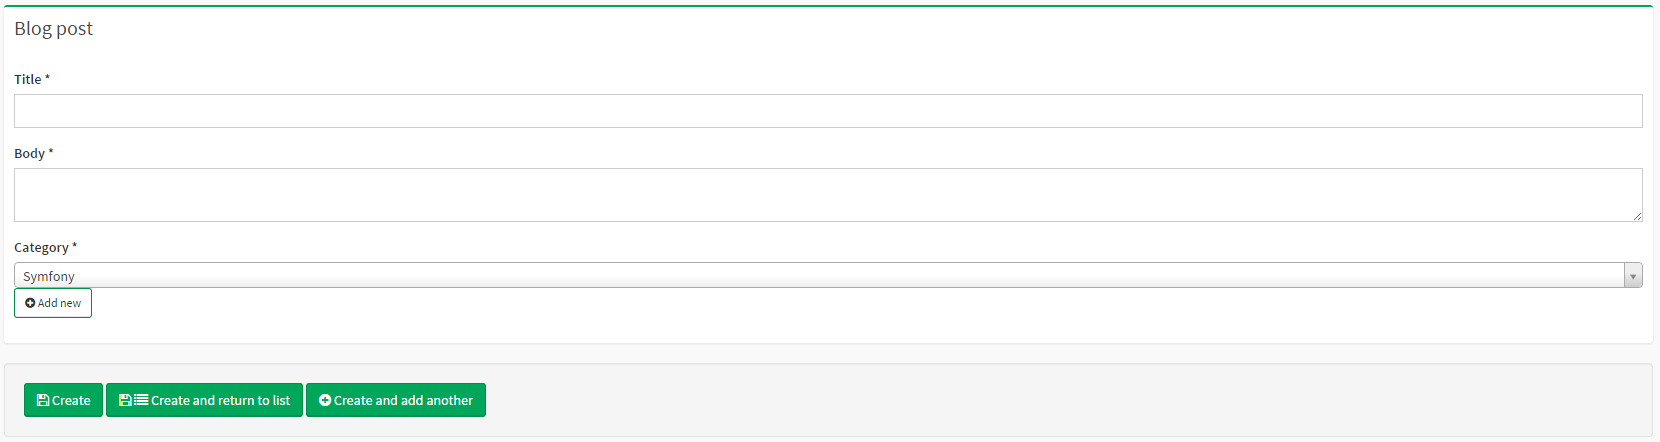 Blog post
Title *
Body *
Category *
Symfony
Add new
Create Create and return to list Create and add another